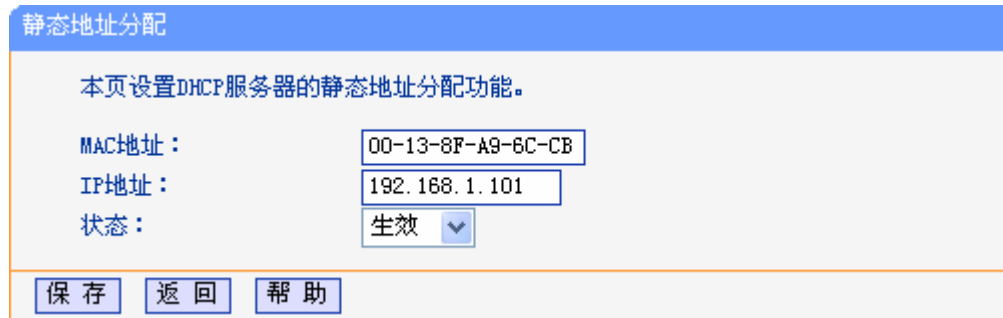 静态地址分配
本页设置DHCP服务器的静态地址分配功能。
MAC地址： 00-13-8F-A9-6C-CB
IP地址： 192.168.1.101
状态： 生效
保 存 返 回 帮 助